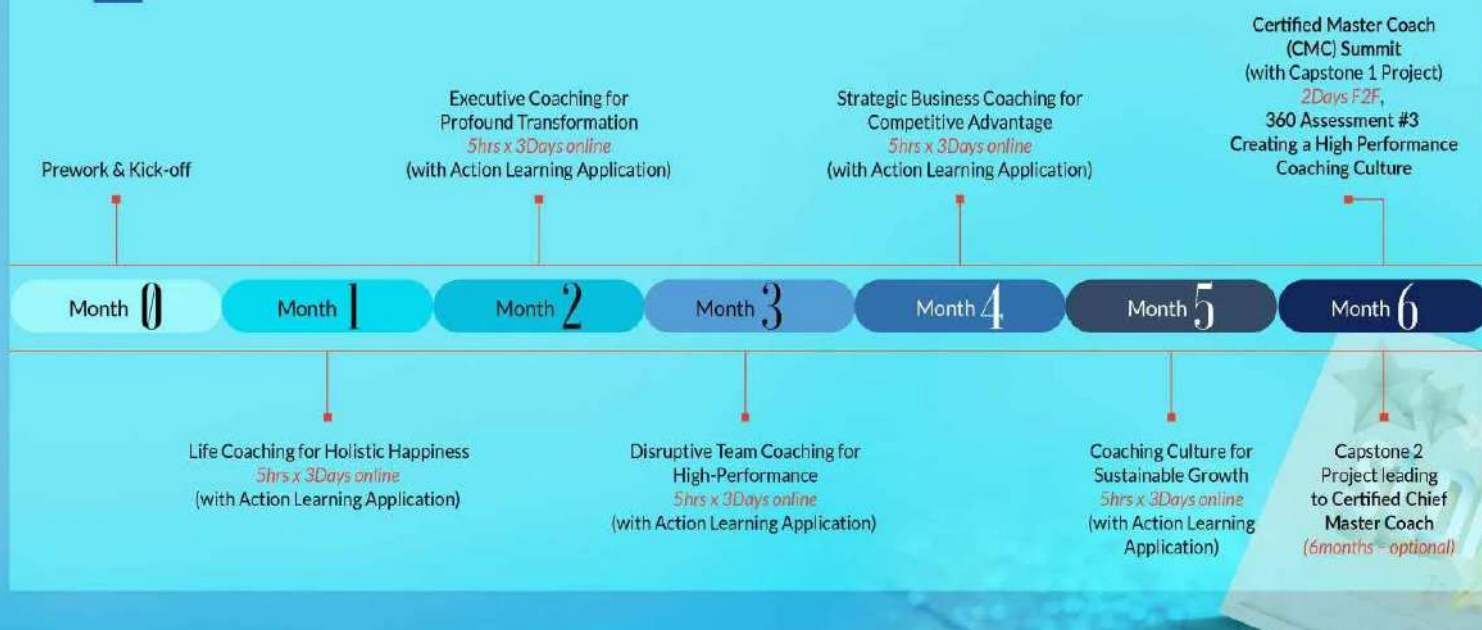 Prework & Kick-off
Executive Coaching for
Profound Transformation
5hrs x 3Days online
(with Action Learning Application)
Strategic Business Coaching for
Competitive Advantage
5hrs x 3Days online
(with Action Learning Application)
Certified Master Coach
(CMC) Summit
(with Capstone 1 Project)
2Days F2F,
360 Assessment #3
Creating a High Performance
Coaching Culture
Month 0
Month 1
Month 2
Month 3
Month 4
Month 5
Month 6
Life Coaching for Holistic Happiness
5hrs x 3Days online
(with Action Learning Application)
Disruptive Team Coaching for
High-Performance
5hrs x 3Days online
(with Action Learning Application)
Coaching Culture for
Sustainable Growth
5hrs x 3Days online
(with Action Learning
Application)
Capstone 2
Project leading
to Certified Chief
Master Coach
(6months - optional)